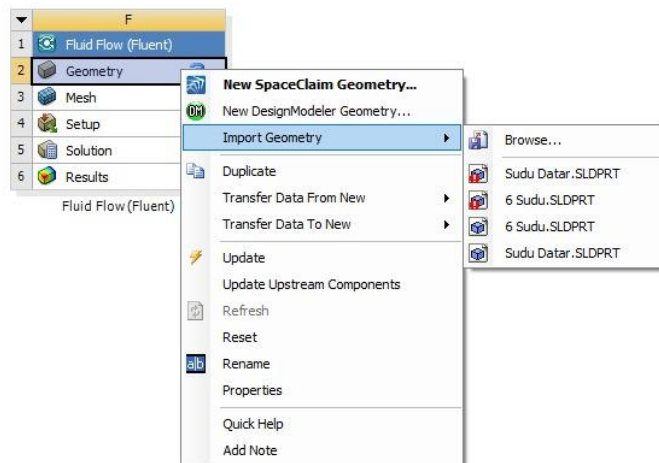 F
1 Fluid Flow (Fluent)
2 Geometry
3 Mesh
4 Setup
5 Solution
6 Results
Fluid Flow (Fluent)
New SpaceClaim Geometry...
DM New DesignModeler Geometry...
Import Geometry
Duplicate
Transfer Data From New
Transfer Data To New
Update
Update Upstream Components
Refresh
Reset
a|b Rename
Properties
Quick Help
Add Note
Browse...
Sudu Datar.SLDPRT
6 Sudu.SLDPRT
6 Sudu.SLDPRT
Sudu Datar.SLDPRT